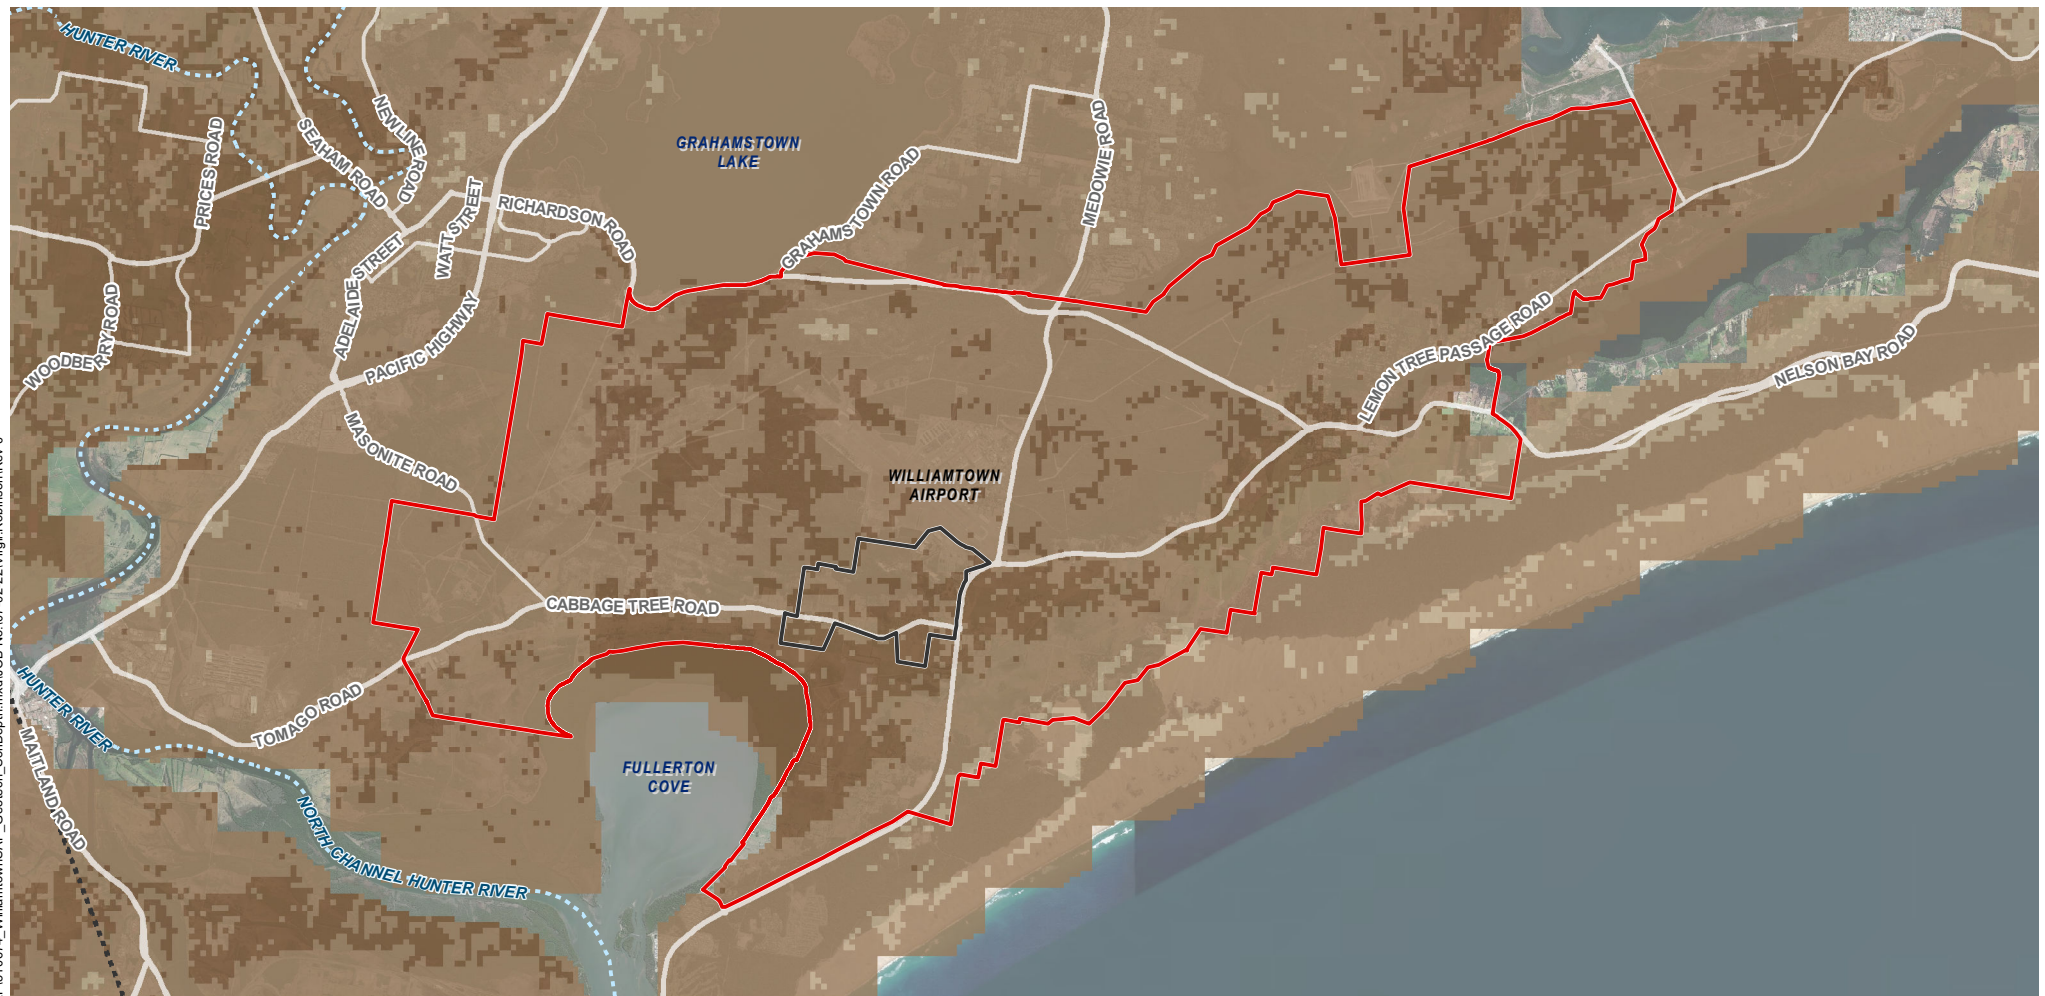 HUNTER RIVER
NEWLINE ROAD
SEAHAM ROAD
PRICES ROAD
GRAHAMSTOWN
LAKE
MEDOWIE ROAD
GRAHAMSTOWN ROAD
WATT STREET
RICHARDSON ROAD
ADELAIDE STREET
WOODBERRY ROAD
PACIFIC HIGHWAY
LEMON TREE PASSAGE ROAD
NELSON BAY ROAD
MASONITE ROAD
WILLIAMTOWN
AIRPORT
CABBAGE TREE ROAD
HUNTER RIVER
TOMAGO ROAD
MAITLAND ROAD
FULLERTON
COVE
NORTH CHANNEL HUNTER RIVER